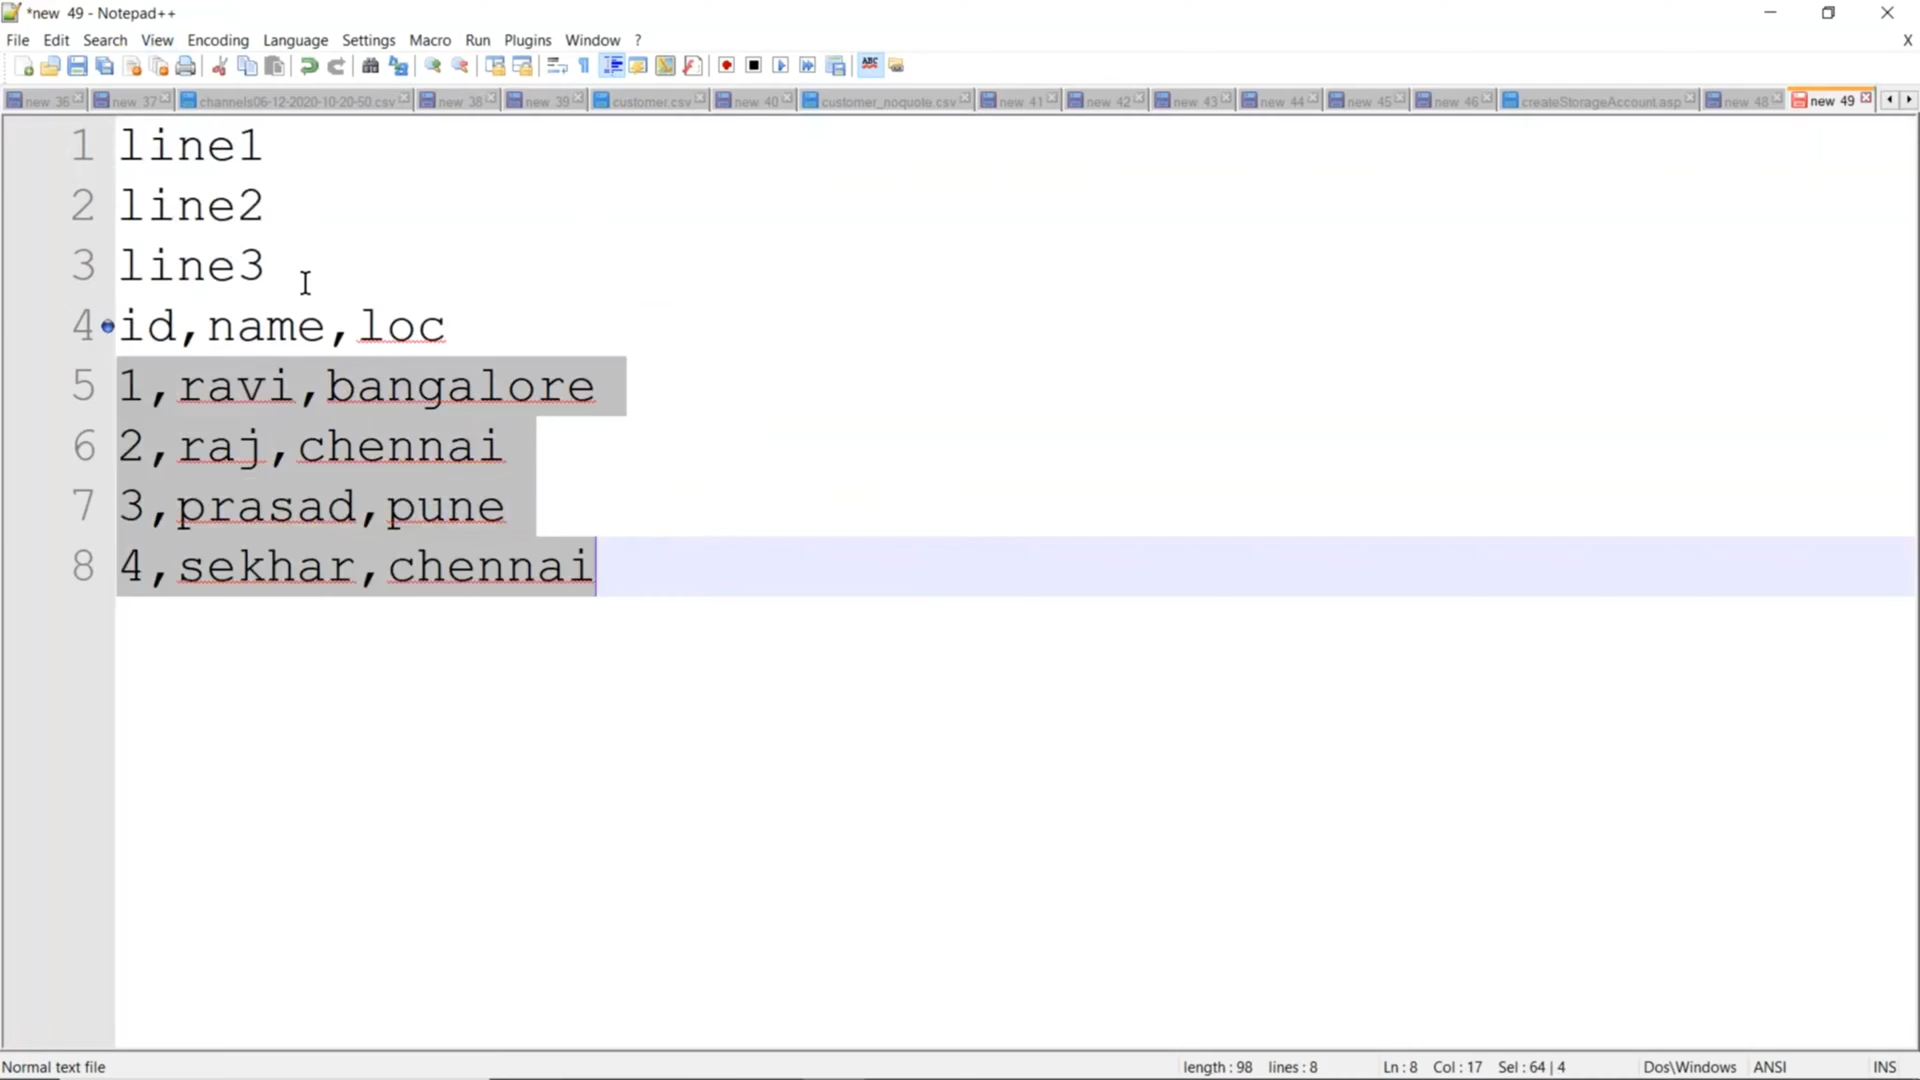 *new 49 - Notepad++
File Edit Search View Encoding Language Settings Macro Run Plugins Window ?
X
ABC
new 36 new 37 channels06-12-2020-10-20-50.csv new 38 new 39 customer.csv new 40 customer_noquote.csv new 41 new 42 new 43 new 44 new 45 new 46 createStorageAccount.asp new 48 new 49
1 line1
2 line2
3 line3
4 id,name,loc
5 1,ravi,bangalore
6 2,raj,chennai
7 3,prasad,pune
8 4,sekhar,chennai
Normal text file length : 98 lines : 8 Ln : 8 Col : 17 Sel : 64 | 4 Dos\Windows ANSI INS